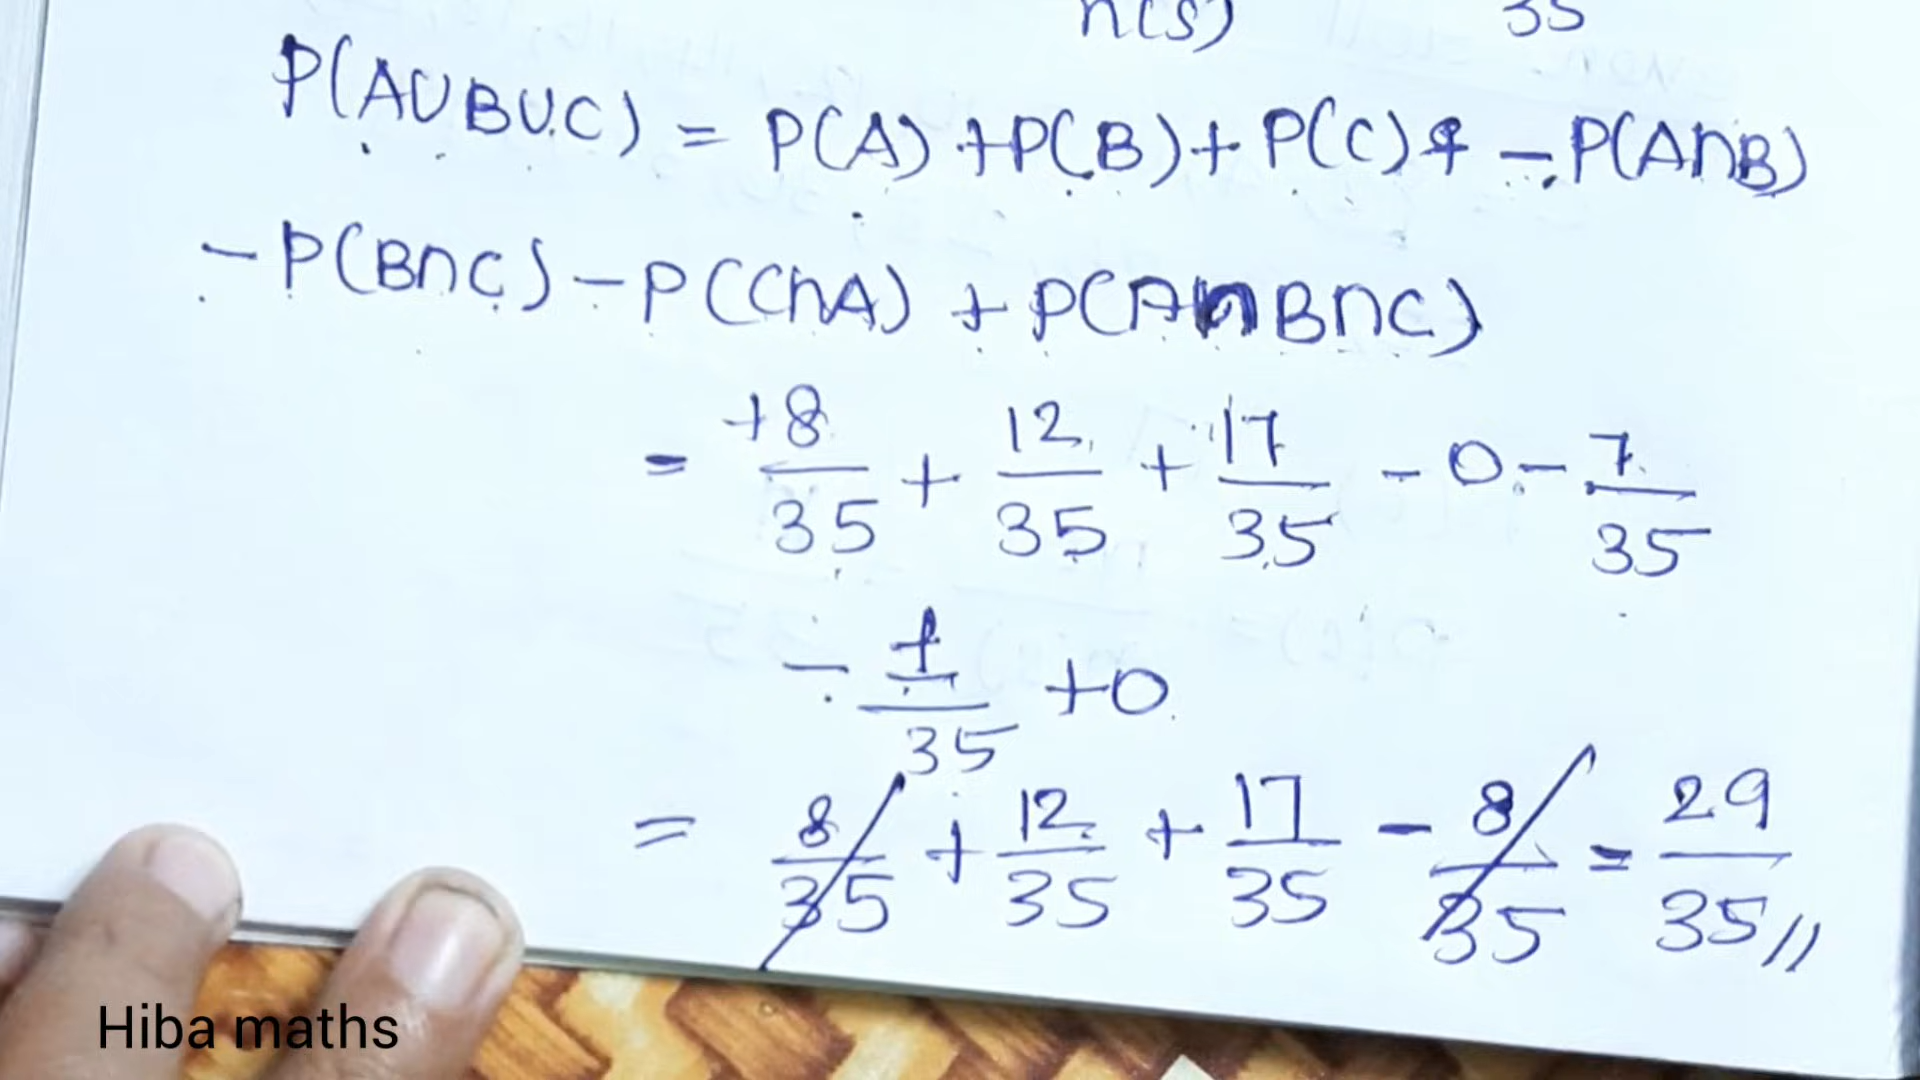 n(s) 35
P(A∪B∪C) = P(A) + P(B) + P(C) - P(A∩B)
- P(B∩C) - P(C∩A) + P(A∩B∩C)
= +8/35 + 12/35 + 17/35 - 0 - 7/35
- 1/35 + 0
= 8/35 + 12/35 + 17/35 - 8/35 = 29/35 //
Hiba maths